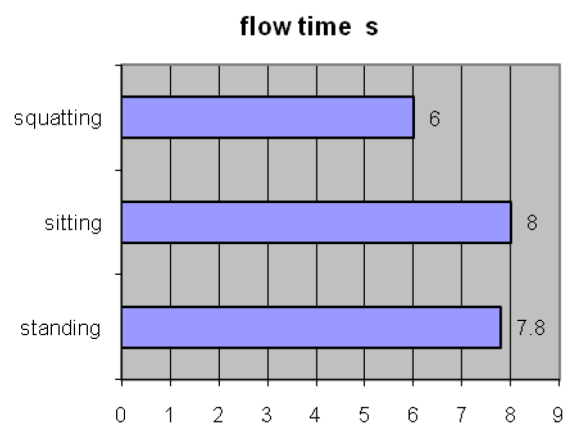 flow time s
squatting
6
sitting
8
standing
7.8
0 1 2 3 4 5 6 7 8 9